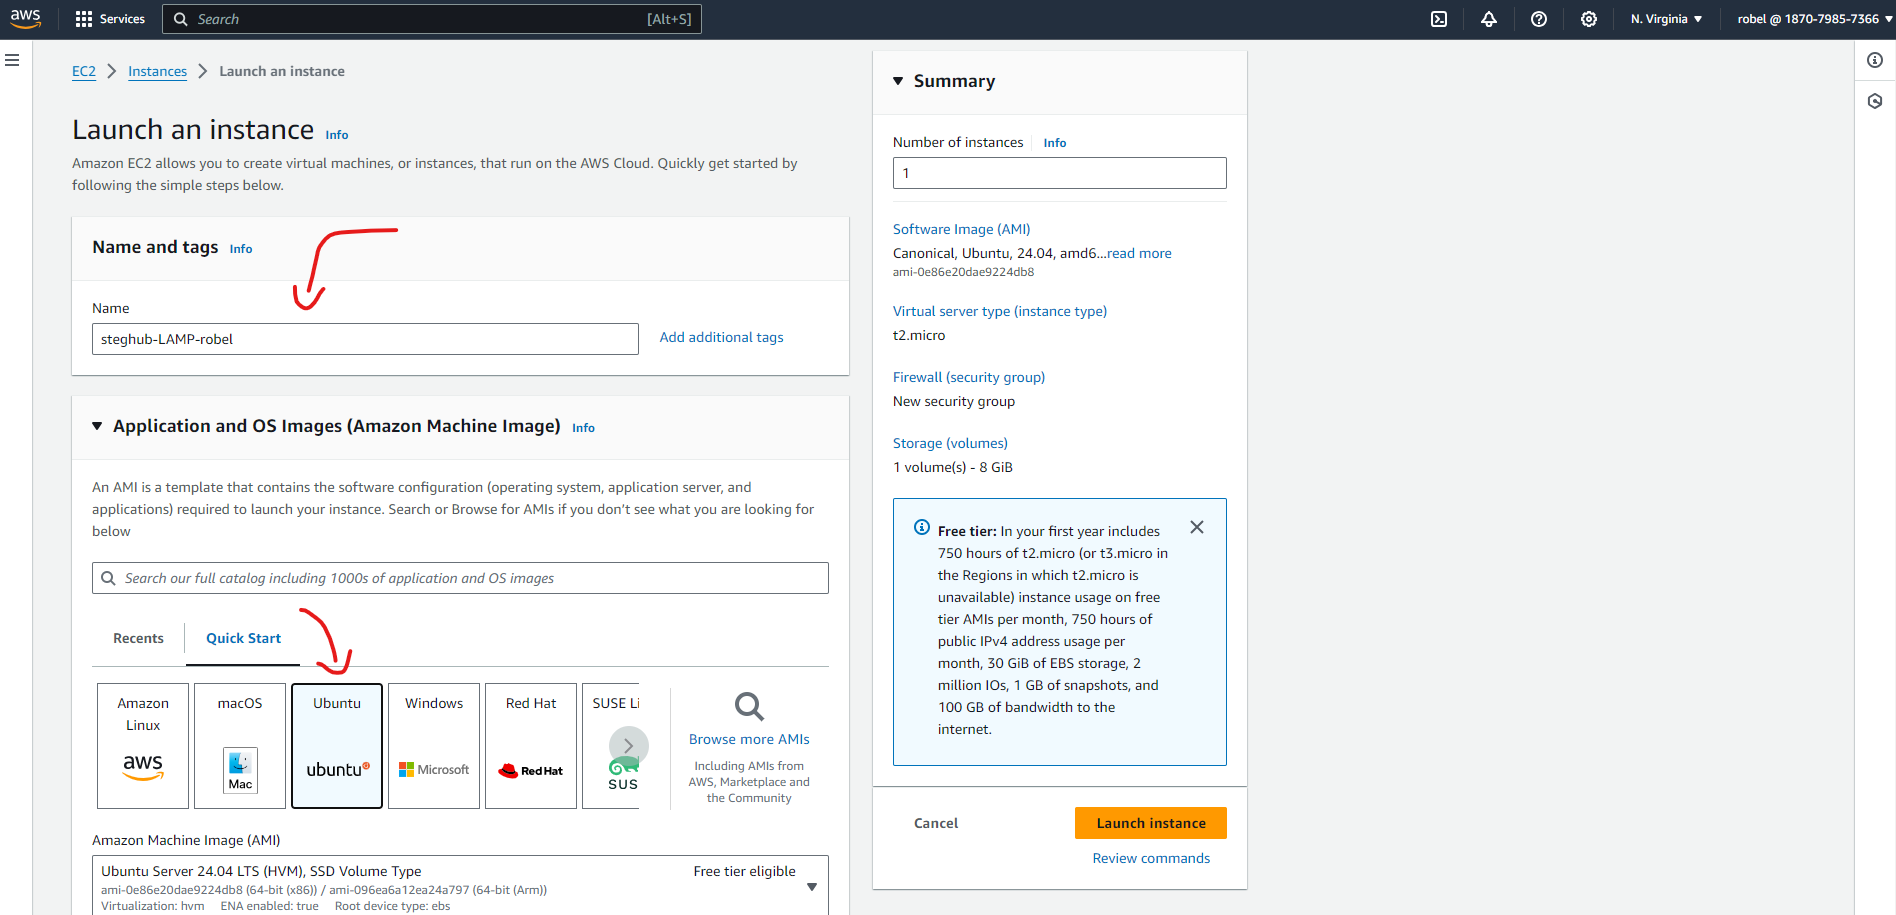 aws
Services
Search
[Alt+S]
N. Virginia
robel @ 1870-7985-7366
EC2
Instances
Launch an instance
Launch an instance
Info
Amazon EC2 allows you to create virtual machines, or instances, that run on the AWS Cloud. Quickly get started by
following the simple steps below.
Name and tags
Info
Name
steghub-LAMP-robel
Add additional tags
Application and OS Images (Amazon Machine Image)
Info
An AMI is a template that contains the software configuration (operating system, application server, and
applications) required to launch your instance. Search or Browse for AMIs if you don't see what you are looking for
below
Search our full catalog including 1000s of application and OS images
Recents
Quick Start
Amazon
Linux
aws
macOS
Mac
Ubuntu
ubuntu
Windows
Microsoft
Red Hat
Red Hat
SUSE Li
SUS
Browse more AMIs
Including AMIs from
AWS, Marketplace and
the Community
Amazon Machine Image (AMI)
Ubuntu Server 24.04 LTS (HVM), SSD Volume Type
Free tier eligible
ami-0e86e20dae9224db8 (64-bit (x86)) / ami-096ea6a12ea24a797 (64-bit (Arm))
Virtualization: hvm ENA enabled: true Root device type: ebs
Summary
Number of instances
Info
1
Software Image (AMI)
Canonical, Ubuntu, 24.04, amd6...read more
ami-0e86e20dae9224db8
Virtual server type (instance type)
t2.micro
Firewall (security group)
New security group
Storage (volumes)
1 volume(s) - 8 GiB
Free tier: In your first year includes
750 hours of t2.micro (or t3.micro in
the Regions in which t2.micro is
unavailable) instance usage on free
tier AMIs per month, 750 hours of
public IPv4 address usage per
month, 30 GiB of EBS storage, 2
million IOs, 1 GB of snapshots, and
100 GB of bandwidth to the
internet.
Cancel
Launch instance
Review commands